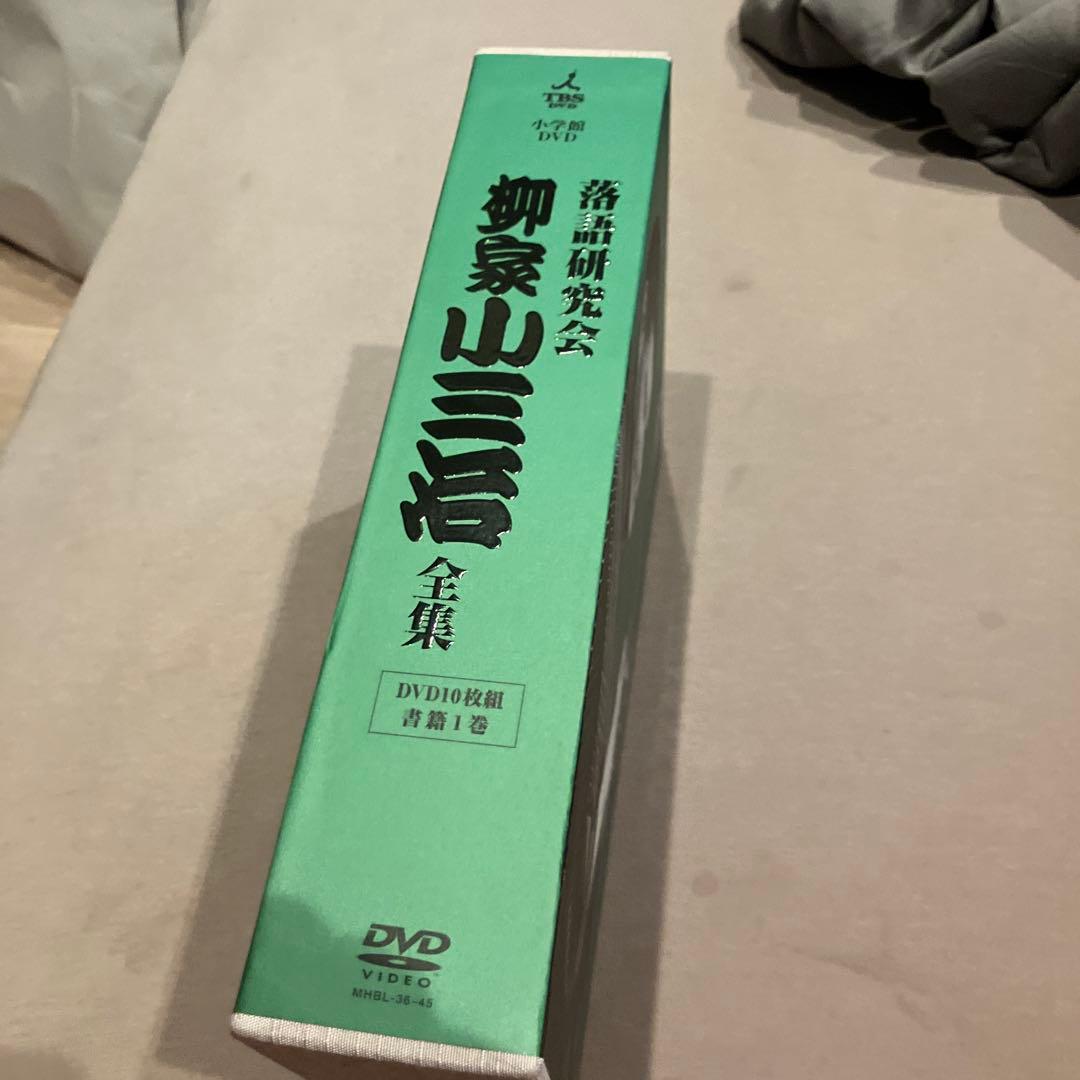 TBS
DVD
小学館
DVD
落語研究会
柳家小三治
全集
DVD10枚組
書籍1巻
DVD
VIDEO™
MHBL-36-45